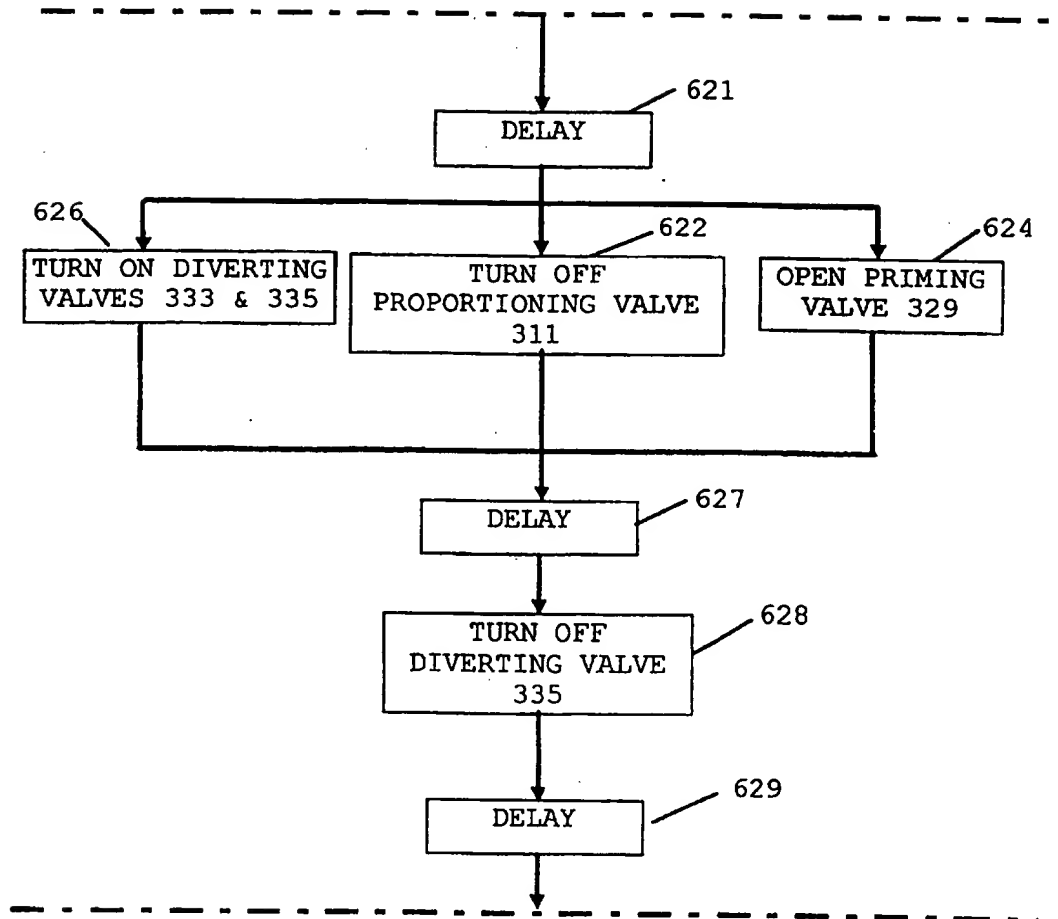 621
DELAY
626
622
624
TURN ON DIVERTING
VALVES 333 & 335
TURN OFF
PROPORTIONING VALVE
311
OPEN PRIMING
VALVE 329
627
DELAY
628
TURN OFF
DIVERTING VALVE
335
629
DELAY